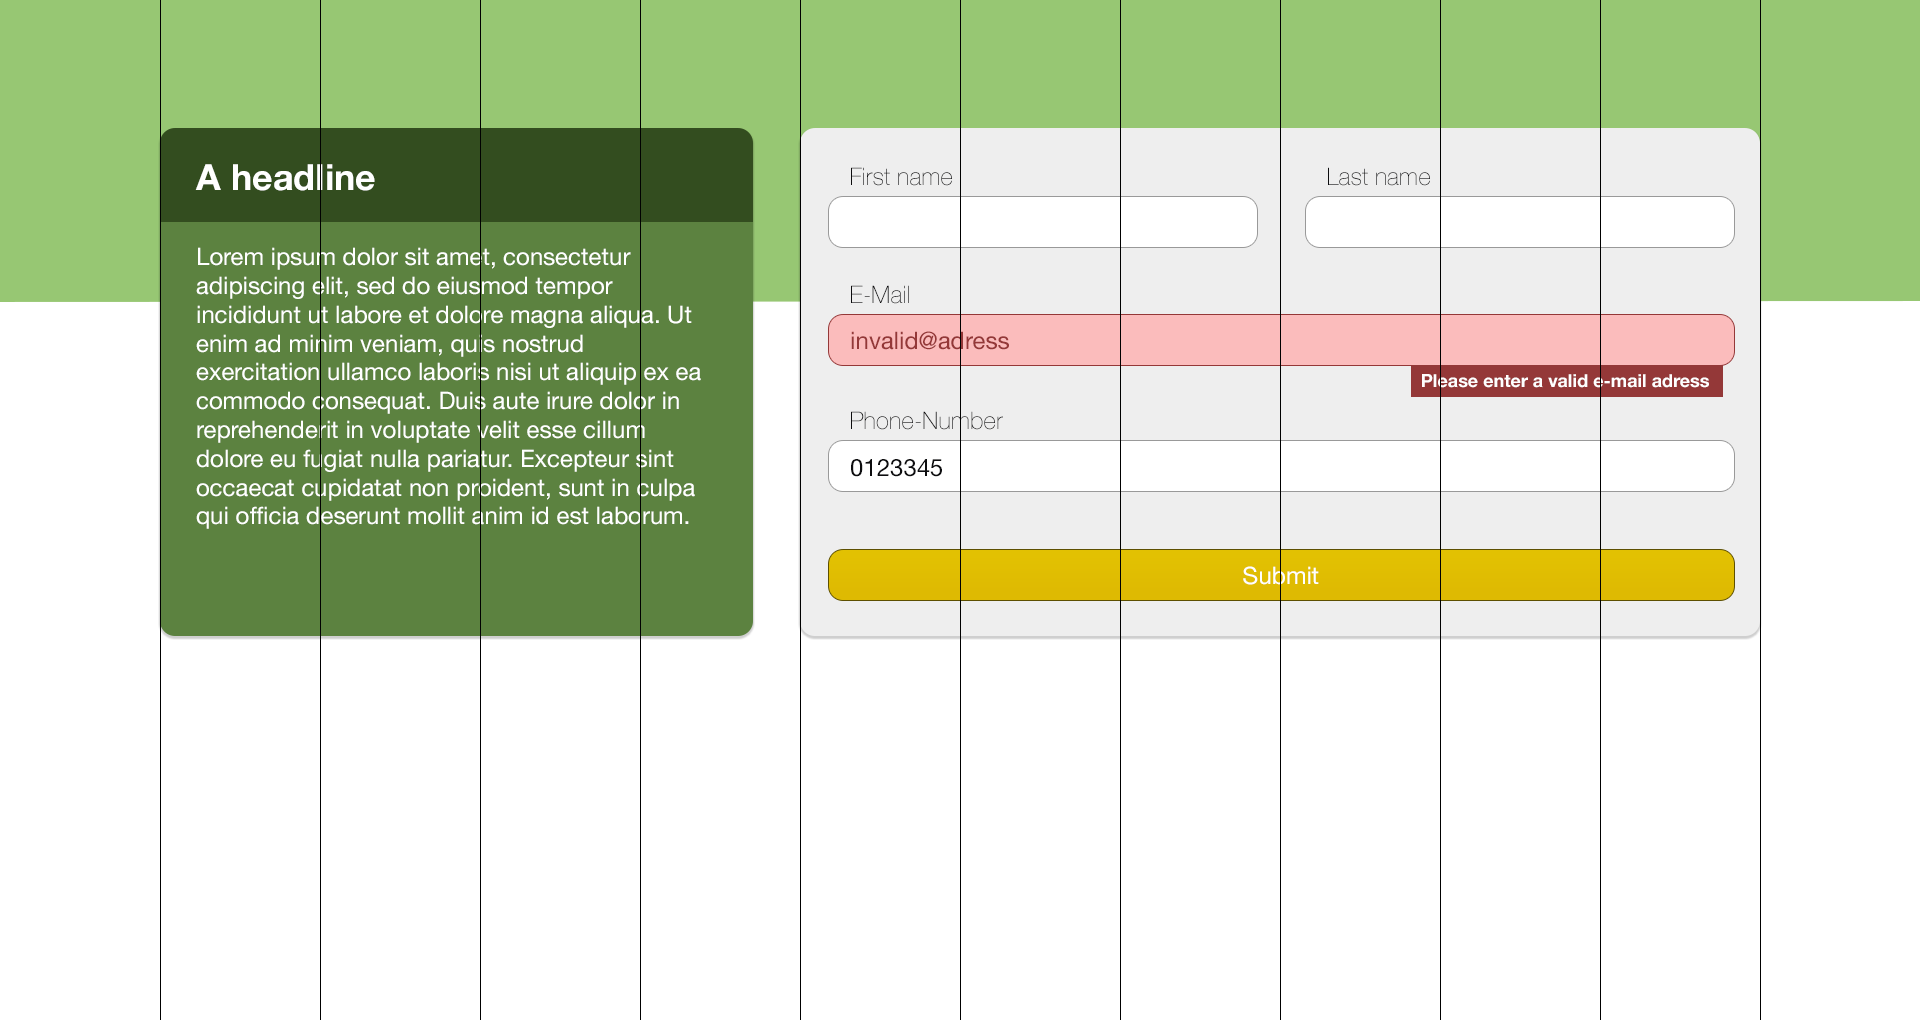 A headline
Lorem ipsum dolor sit amet, consectetur
adipiscing elit, sed do eiusmod tempor
incididunt ut labore et dolore magna aliqua. Ut
enim ad minim veniam, quis nostrud
exercitation ullamco laboris nisi ut aliquip ex ea
commodo consequat. Duis aute irure dolor in
reprehenderit in voluptate velit esse cillum
dolore eu fugiat nulla pariatur. Excepteur sint
occaecat cupidatat non proident, sunt in culpa
qui officia deserunt mollit anim id est laborum.
First name
Last name
E-Mail
invalid@adress
Please enter a valid e-mail adress
Phone-Number
0123345
Submit